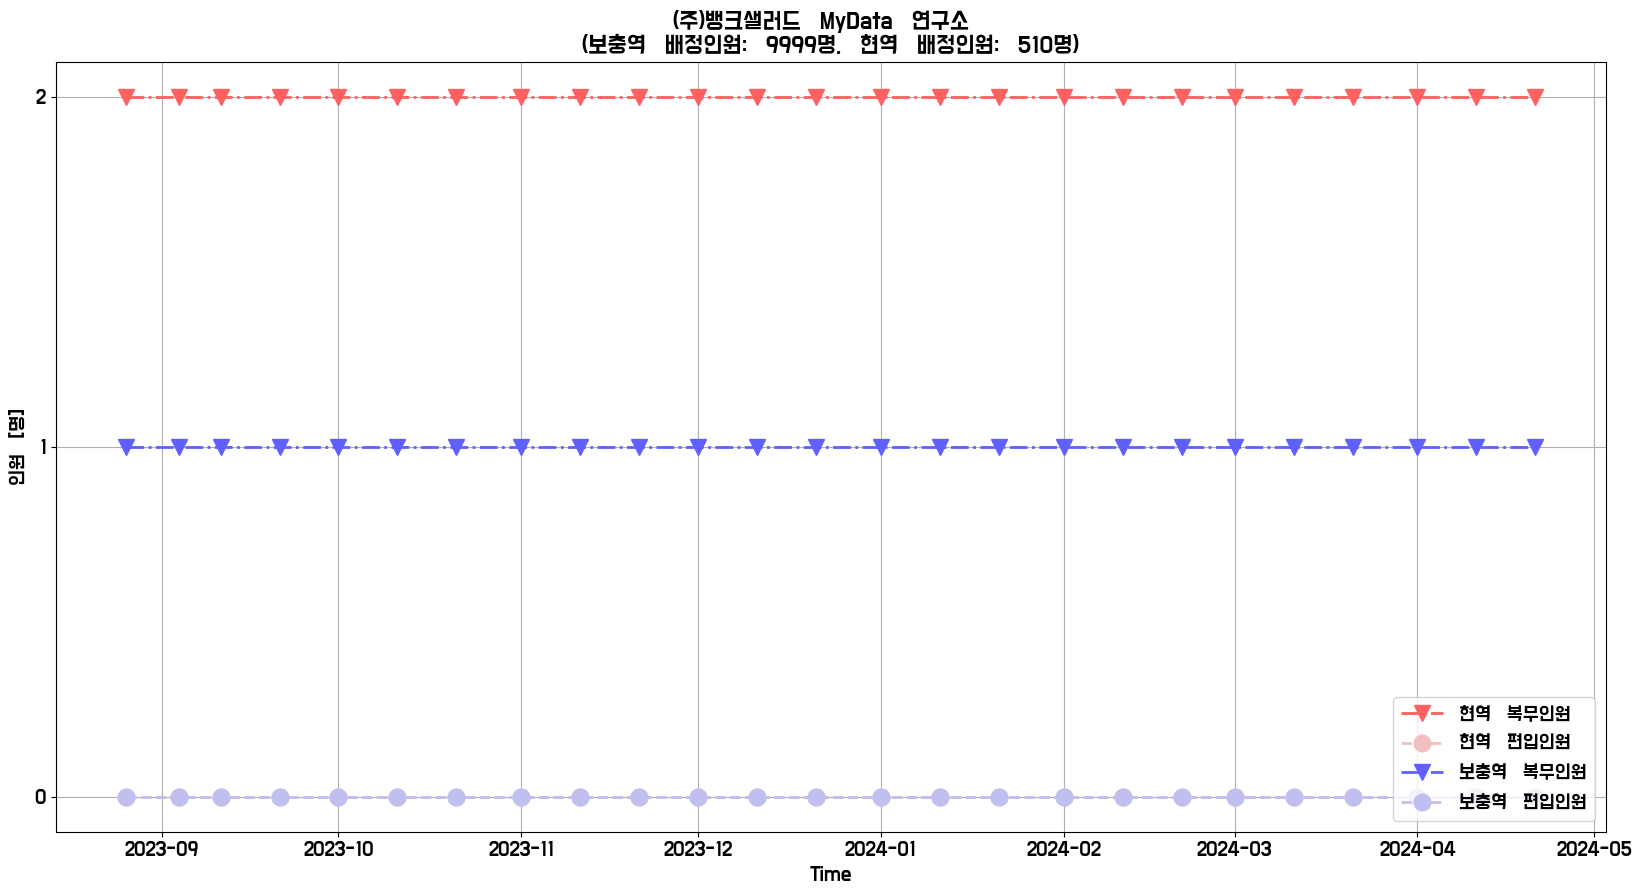 (주)뱅크샐러드 MyData 연구소
(보충역 배정인원: 9999명, 현역 배정인원: 510명)
2
1
0
인원 [명]
현역 복무인원
현역 편입인원
보충역 복무인원
보충역 편입인원
2023-09 2023-10 2023-11 2023-12 2024-01 2024-02 2024-03 2024-04 2024-05
Time